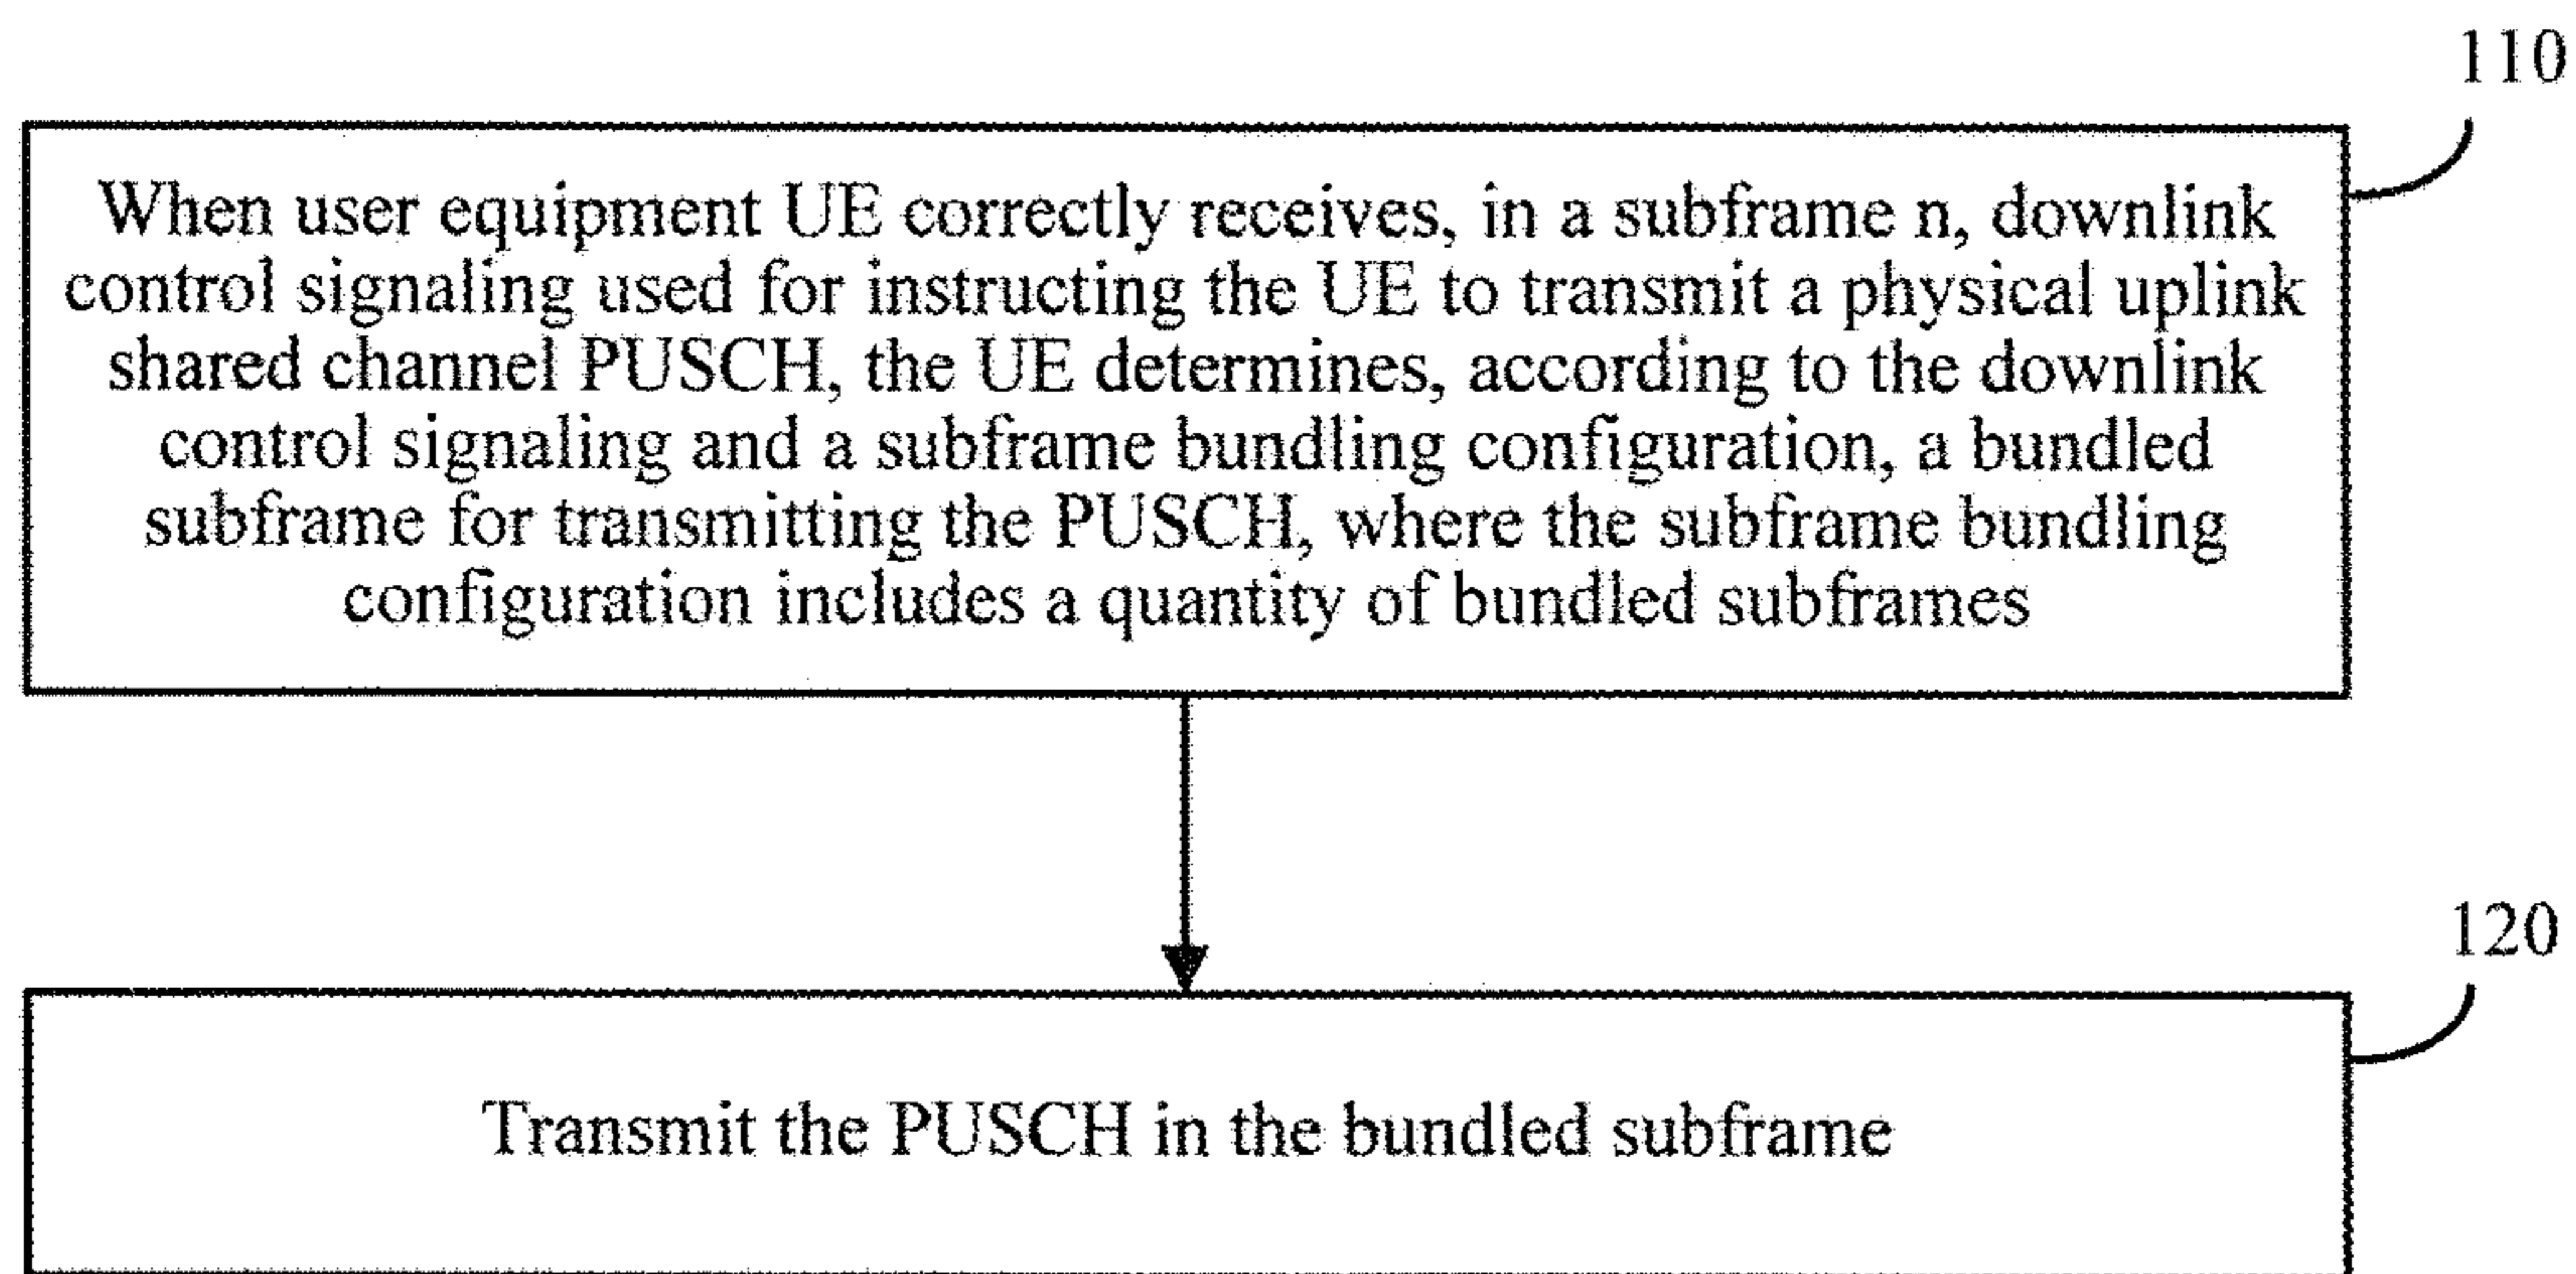 110
When user equipment UE correctly receives, in a subframe n, downlink
control signaling used for instructing the UE to transmit a physical uplink
shared channel PUSCH, the UE determines, according to the downlink
control signaling and a subframe bundling configuration, a bundled
subframe for transmitting the PUSCH, where the subframe bundling
configuration includes a quantity of bundled subframes
120
Transmit the PUSCH in the bundled subframe